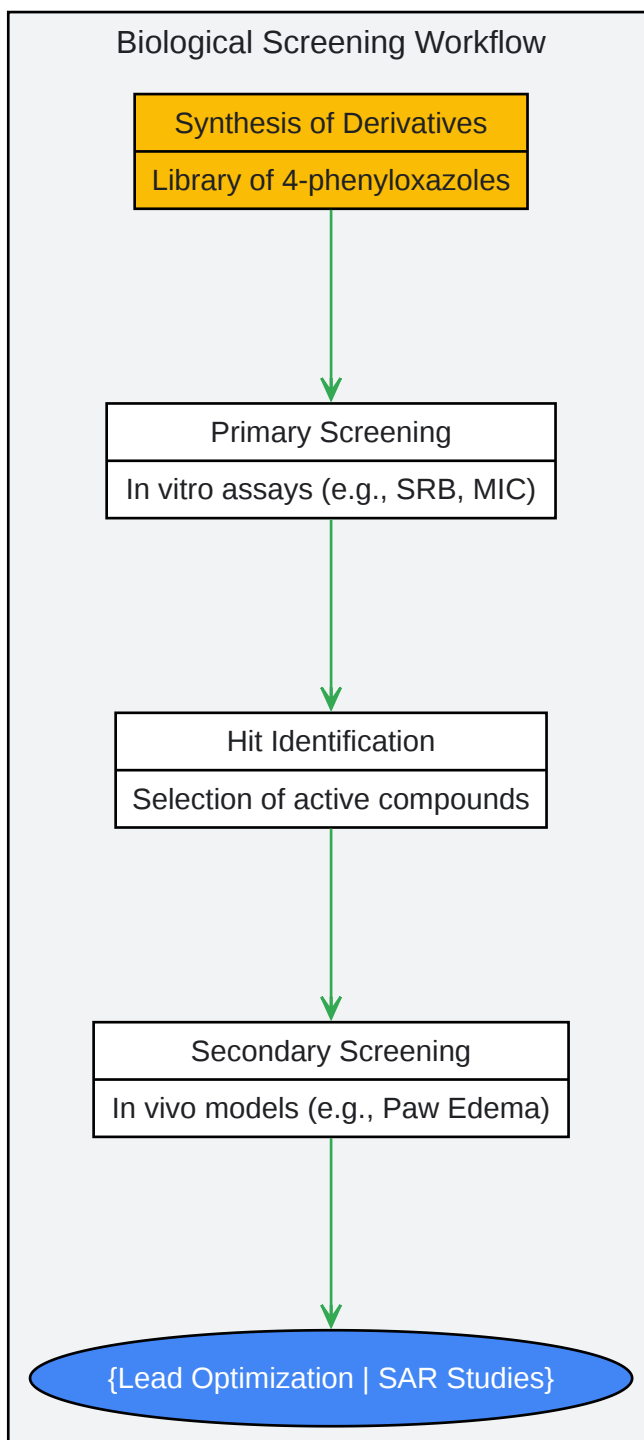 Biological Screening Workflow
Synthesis of Derivatives
Library of 4-phenyloxazoles
Primary Screening
In vitro assays (e.g., SRB, MIC)
Hit Identification
Selection of active compounds
Secondary Screening
In vivo models (e.g., Paw Edema)
{Lead Optimization | SAR Studies}